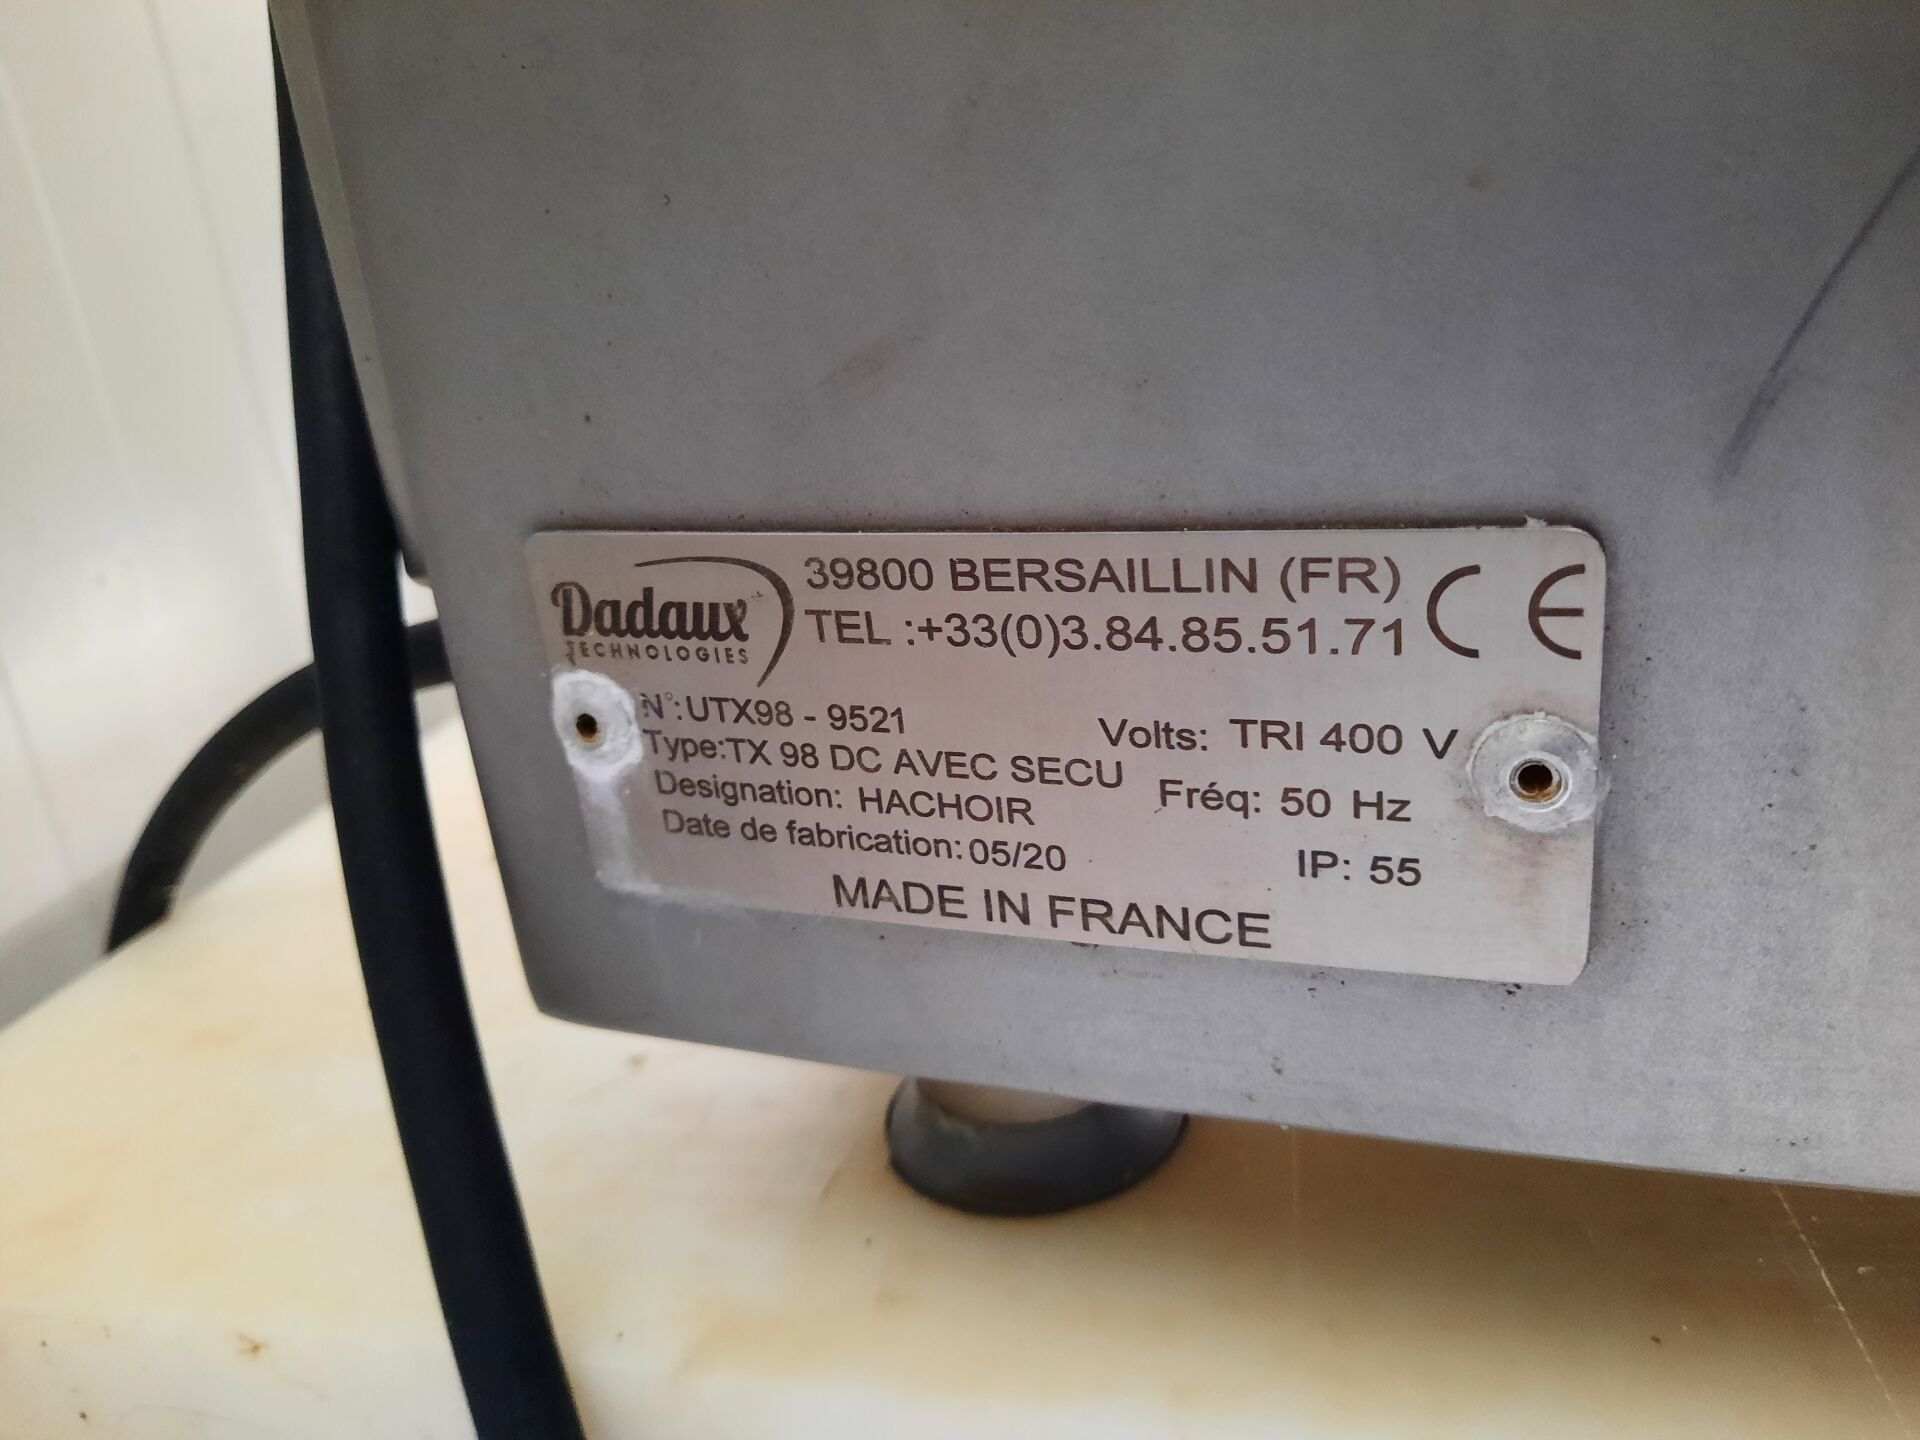 Dadaux
TECHNOLOGIES
39800 BERSAILLIN (FR)
TEL :+33(0)3.84.85.51.71
CE
N°:UTX98 - 9521
Type:TX 98 DC AVEC SECU
Designation: HACHOIR
Date de fabrication: 05/20
Volts: TRI 400 V
Fréq: 50 Hz
IP: 55
MADE IN FRANCE